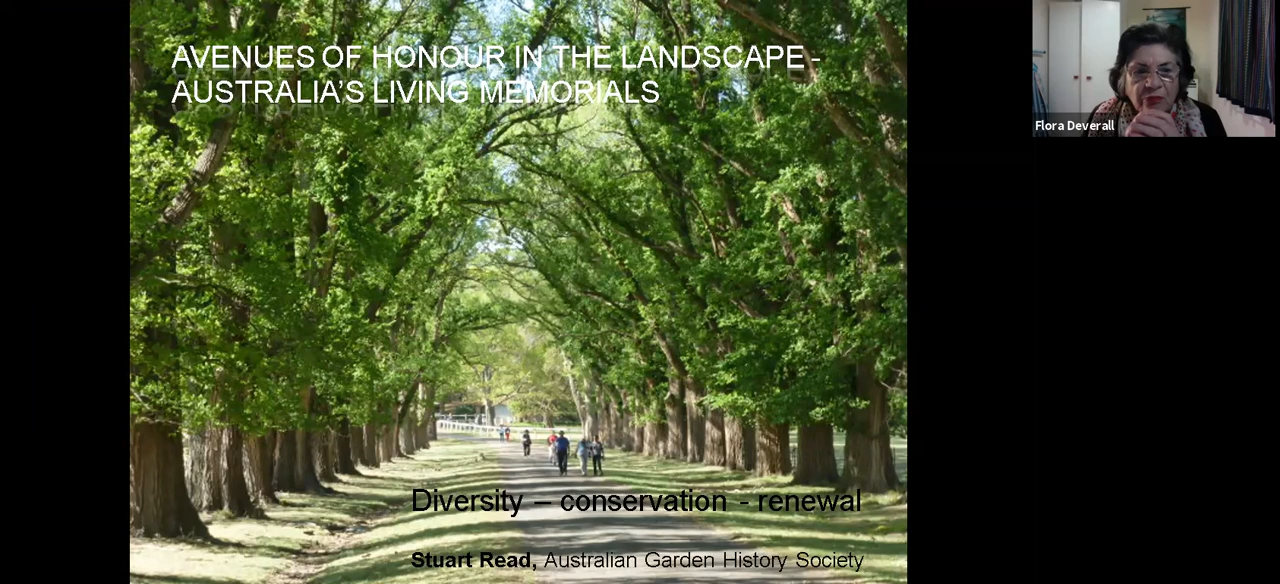 AVENUES OF HONOUR IN THE LANDSCAPE -
AUSTRALIA'S LIVING MEMORIALS
Flora Deverall
Diversity – conservation - renewal
Stuart Read, Australian Garden History Society